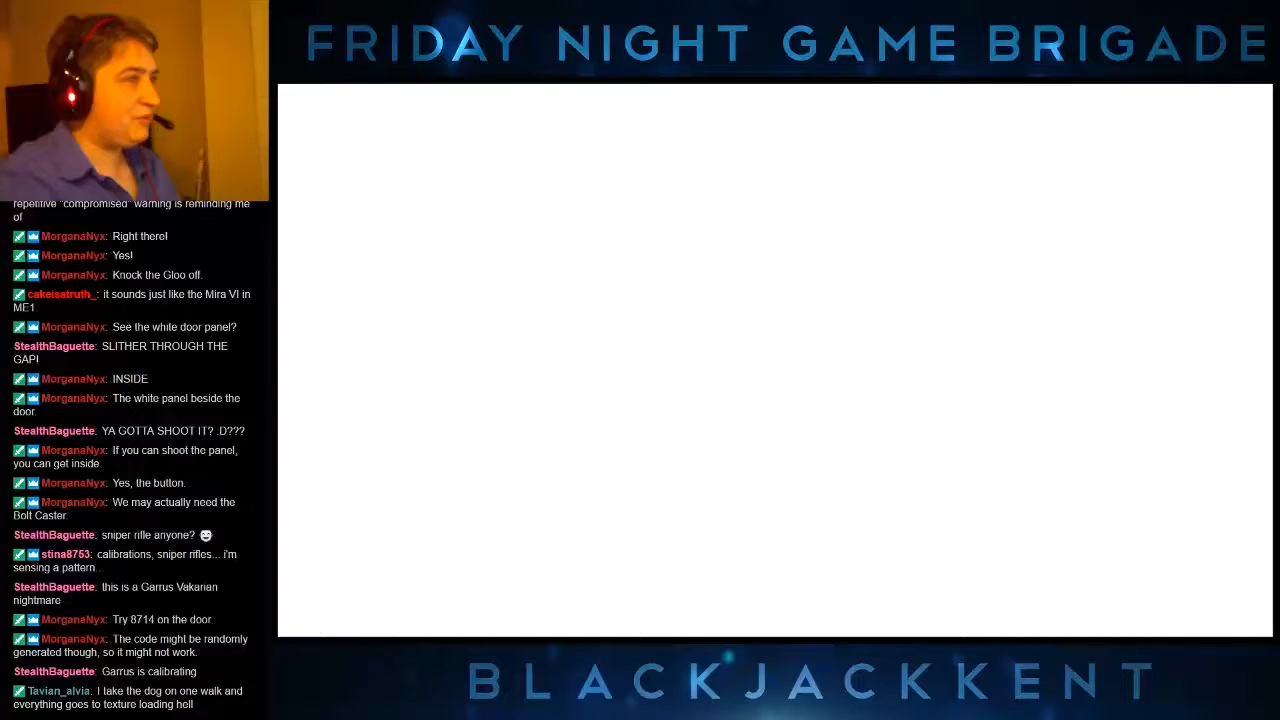 FRIDAY NIGHT GAME BRIGADE
repetitive "compromised" warning is reminding me
of
MorganaNyx: Right there!
MorganaNyx: Yes!
MorganaNyx: Knock the Gloo off.
cakeisatruth_: it sounds just like the Mira VI in
ME1.
MorganaNyx: See the white door panel?
StealthBaguette: SLITHER THROUGH THE
GAP!
MorganaNyx: INSIDE
MorganaNyx: The white panel beside the
door.
StealthBaguette: YA GOTTA SHOOT IT? .D???
MorganaNyx: If you can shoot the panel,
you can get inside.
MorganaNyx: Yes, the button.
MorganaNyx: We may actually need the
Bolt Caster.
StealthBaguette: sniper rifle anyone?
stina8753: calibrations, sniper rifles... i'm
sensing a pattern...
StealthBaguette: this is a Garrus Vakarian
nightmare
MorganaNyx: Try 8714 on the door.
MorganaNyx: The code might be randomly
generated though, so it might not work.
StealthBaguette: Garrus is calibrating
Tavian_alvia: I take the dog on one walk and
everything goes to texture loading hell
BLACKJACKKENT